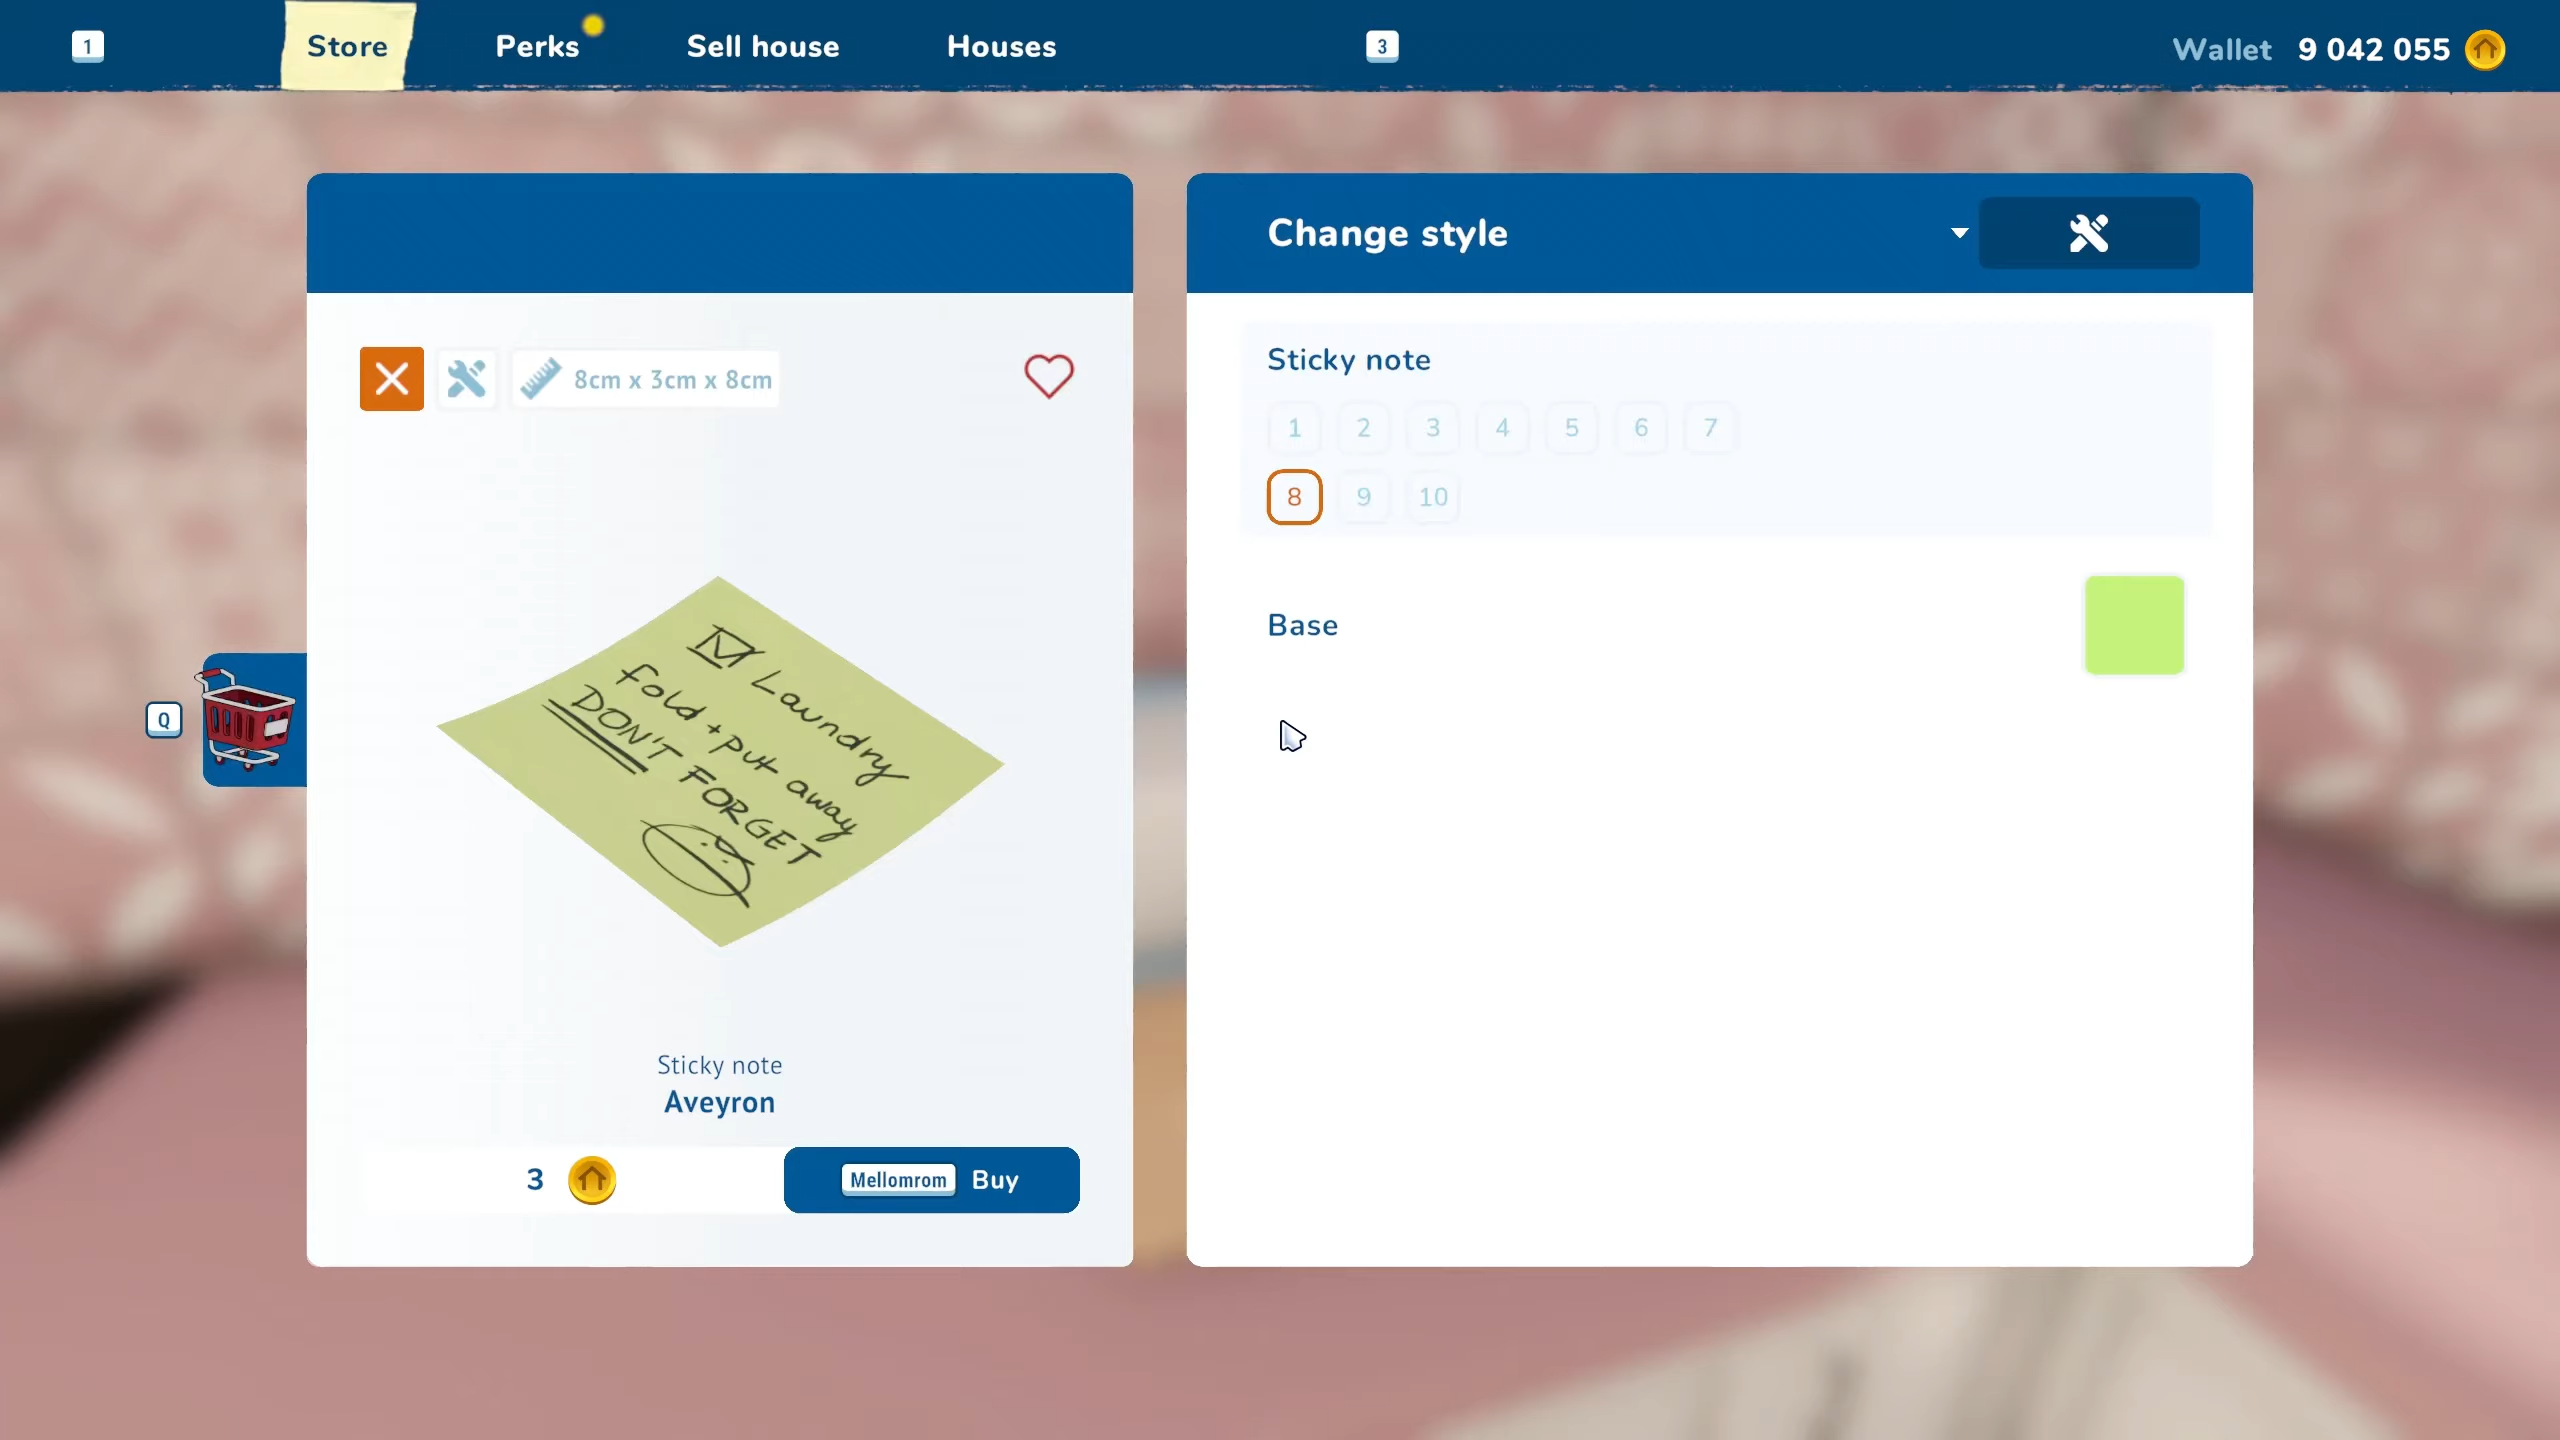 1 Store Perks Sell house Houses 3 Wallet 9 042 055
Change style
8cm x 3cm x 8cm
Sticky note
1 2 3 4 5 6 7
8 9 10
Base
Q
Laundry
fold + put away
DON'T FORGET
Sticky note
Aveyron
3 Mellomrom Buy